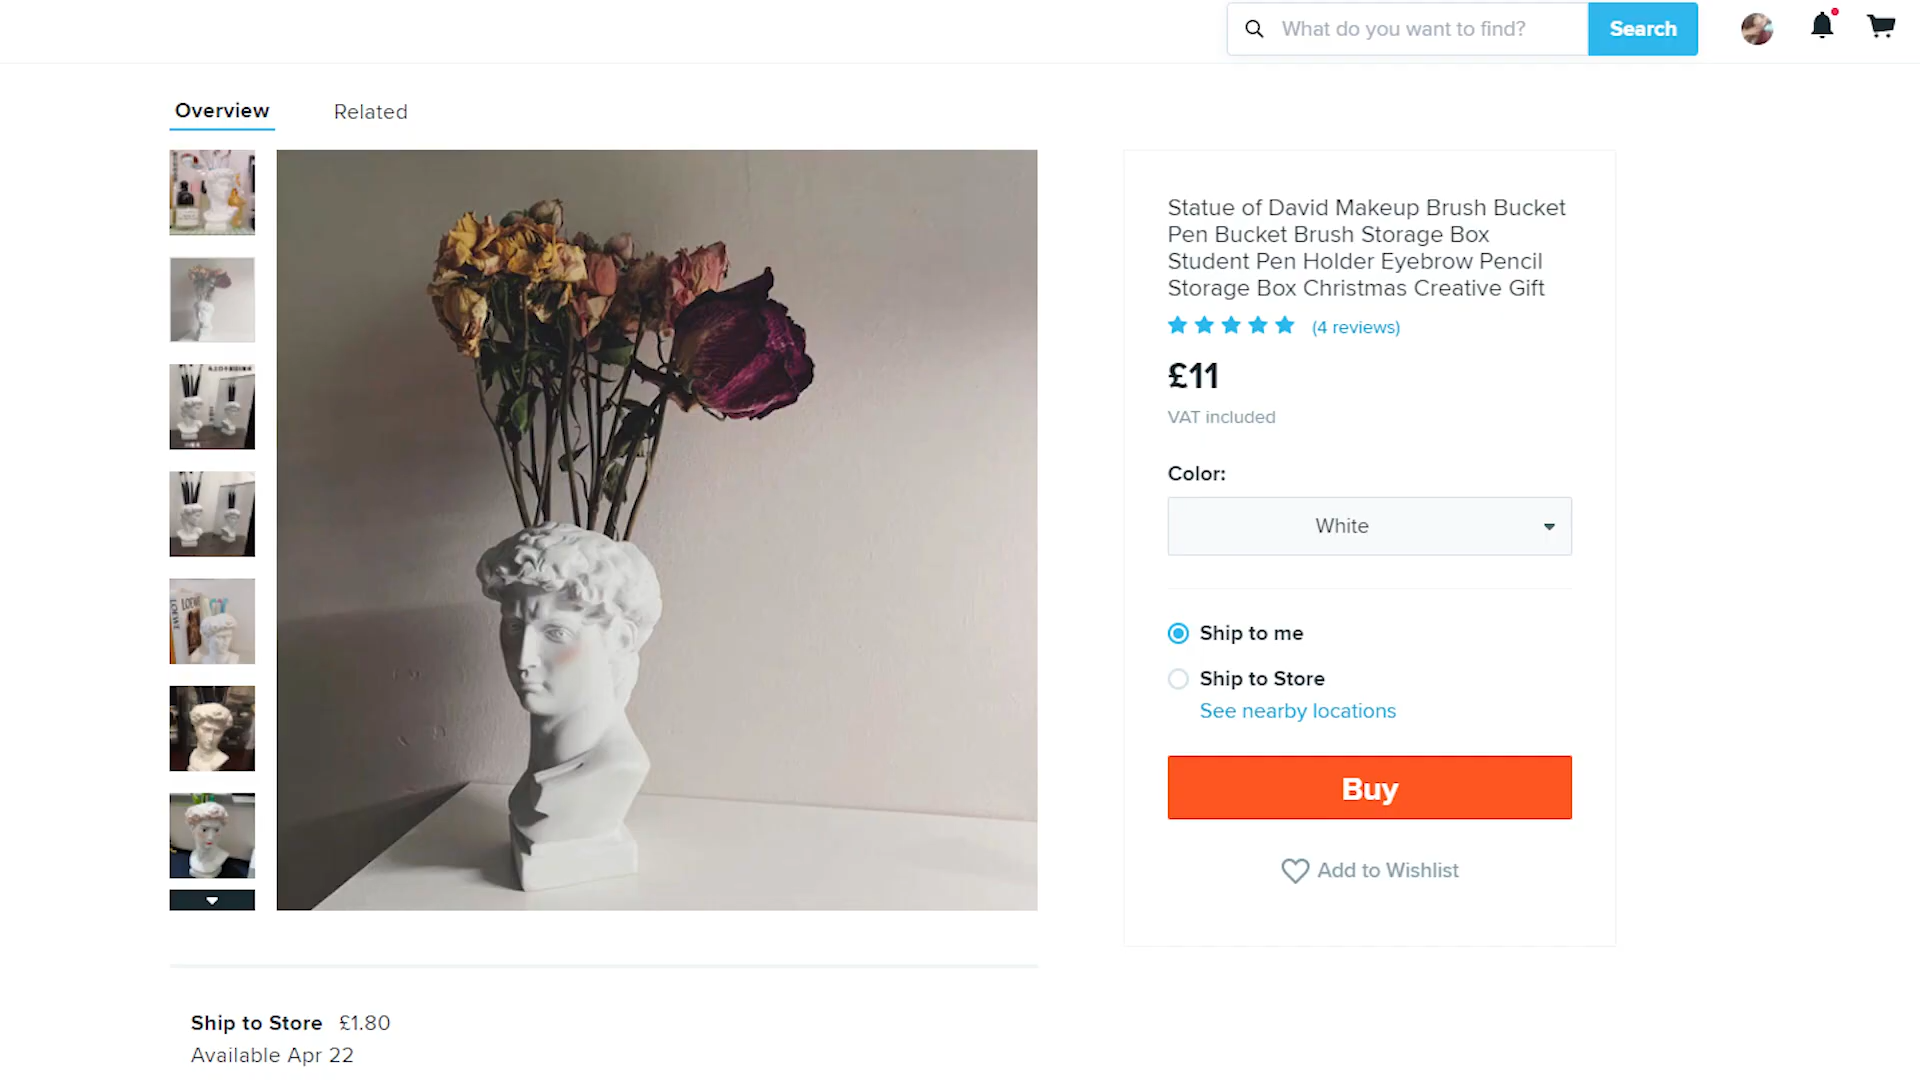 What do you want to find?
Search
Overview
Related
Statue of David Makeup Brush Bucket
Pen Bucket Brush Storage Box
Student Pen Holder Eyebrow Pencil
Storage Box Christmas Creative Gift
(4 reviews)
£11
VAT included
Color:
White
Ship to me
Ship to Store
See nearby locations
Buy
Add to Wishlist
Ship to Store £1.80
Available Apr 22